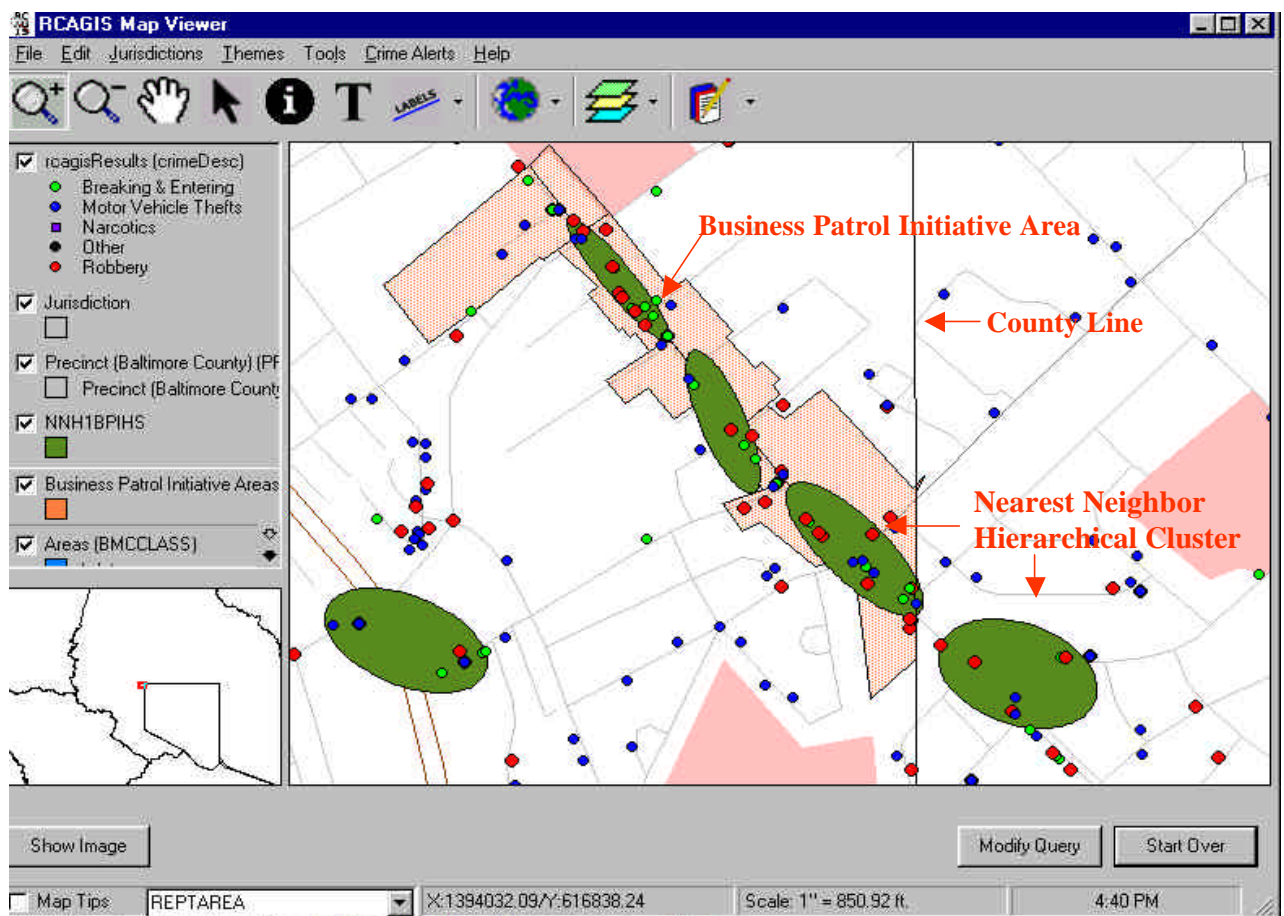 RCAGIS Map Viewer
File Edit Jurisdictions Themes Tools Crime Alerts Help
T LABELS
rcagisResults (crimeDesc)
Breaking & Entering
Motor Vehicle Thefts
Narcotics
Other
Robbery
Jurisdiction
Precinct (Baltimore County) (PF
Precinct (Baltimore County
NNH1BPIHS
Business Patrol Initiative Areas
Areas (BMCCLASS)
Business Patrol Initiative Area
County Line
Nearest Neighbor
Hierarchical Cluster
Show Image
Modify Query
Start Over
Map Tips
REPTAREA
X:1394032.09/Y:616838.24
Scale: 1" = 850.92 ft.
4:40 PM